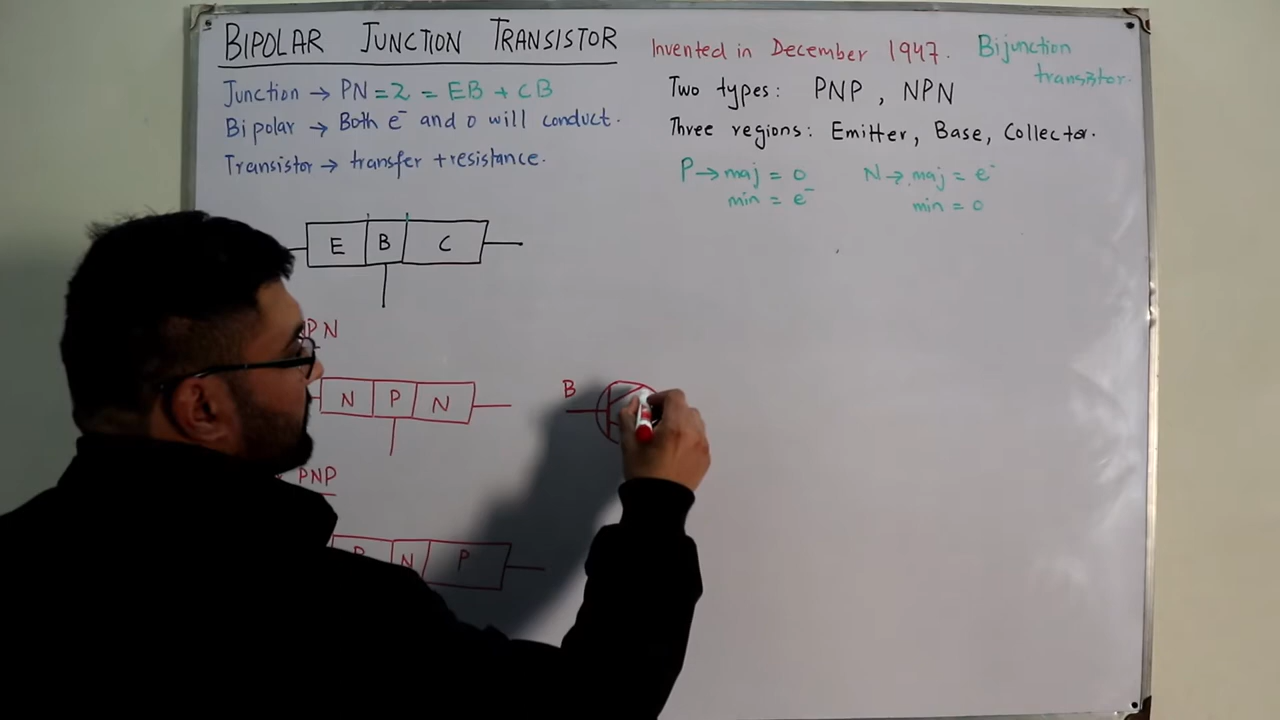 BIPOLAR JUNCTION TRANSISTOR
Invented in December 1947.
Bijunction
transistor.
Junction → PN = 2 = EB + CB
Bipolar → Both e⁻ and o will conduct.
Transistor → transfer + resistance.
Two types: PNP, NPN
Three regions: Emitter, Base, Collector.
P → maj = o
min = e⁻
N → maj = e⁻
min = o
E B C
PN
N P N
B
PNP
N P